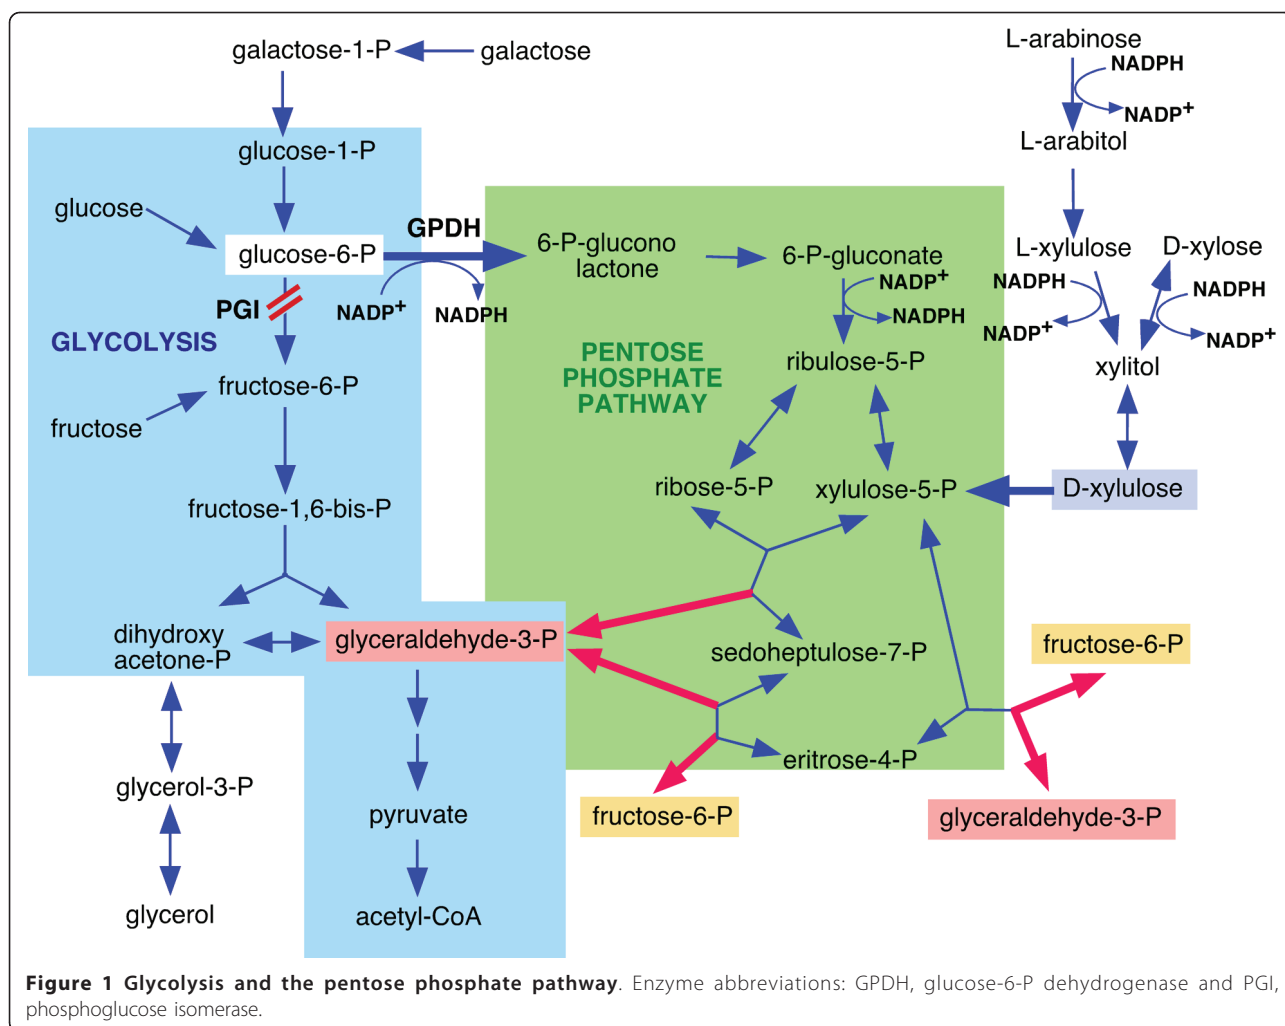 galactose-1-P
galactose
L-arabinose
NADPH
NADP+
L-arabitol
glucose-1-P
glucose
GPDH
glucose-6-P
6-P-glucono
lactone
6-P-gluconate
L-xylulose
D-xylose
NADP+
NADPH
NADP+
NADPH
NADPH
NADP+
NADPH
NADP+
PGI
GLYCOLYSIS
PENTOSE
PHOSPHATE
PATHWAY
ribulose-5-P
xylitol
fructose-6-P
fructose
ribose-5-P
xylulose-5-P
D-xylulose
fructose-1,6-bis-P
dihydroxy
acetone-P
glyceraldehyde-3-P
sedoheptulose-7-P
fructose-6-P
eritrose-4-P
glycerol-3-P
pyruvate
fructose-6-P
glyceraldehyde-3-P
glycerol
acetyl-CoA
Figure 1 Glycolysis and the pentose phosphate pathway. Enzyme abbreviations: GPDH, glucose-6-P dehydrogenase and PGI,
phosphoglucose isomerase.